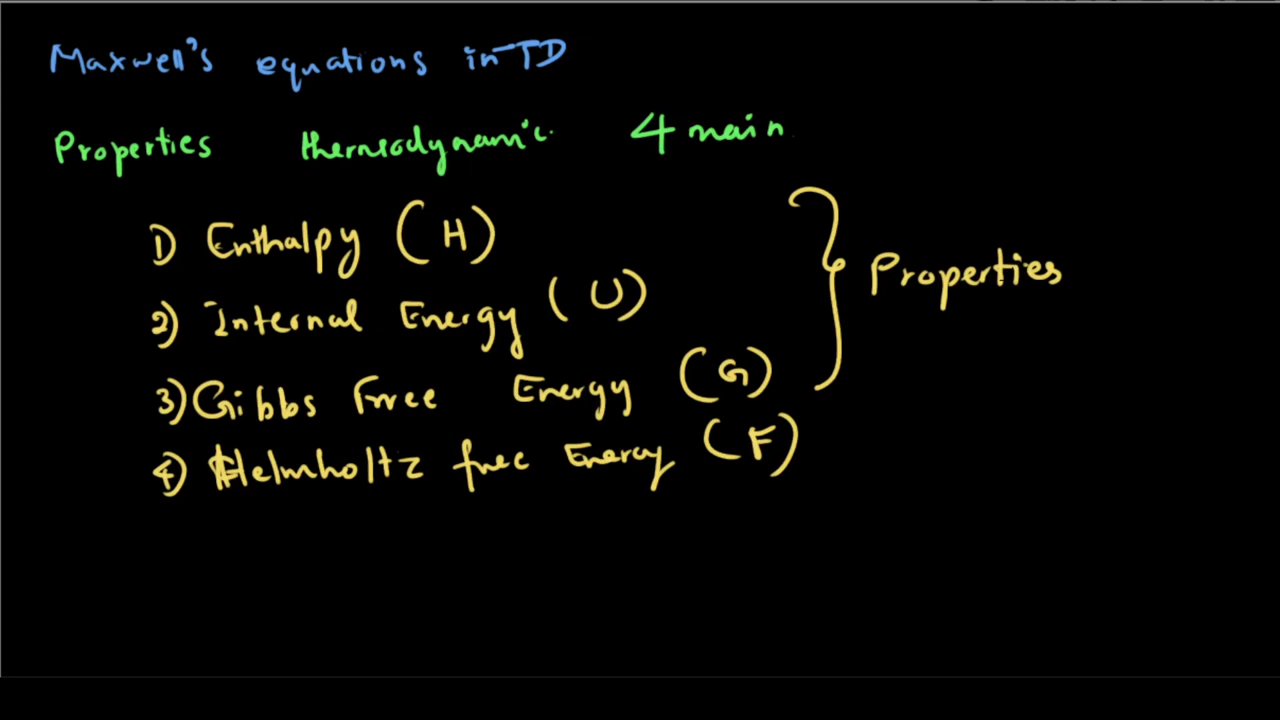 Maxwell's equations in TD
Properties thermodynamic 4 main
1) Enthalpy (H)
2) Internal Energy (U)
3) Gibbs Free Energy (G)
4) Helmholtz free Energy (F)
Properties